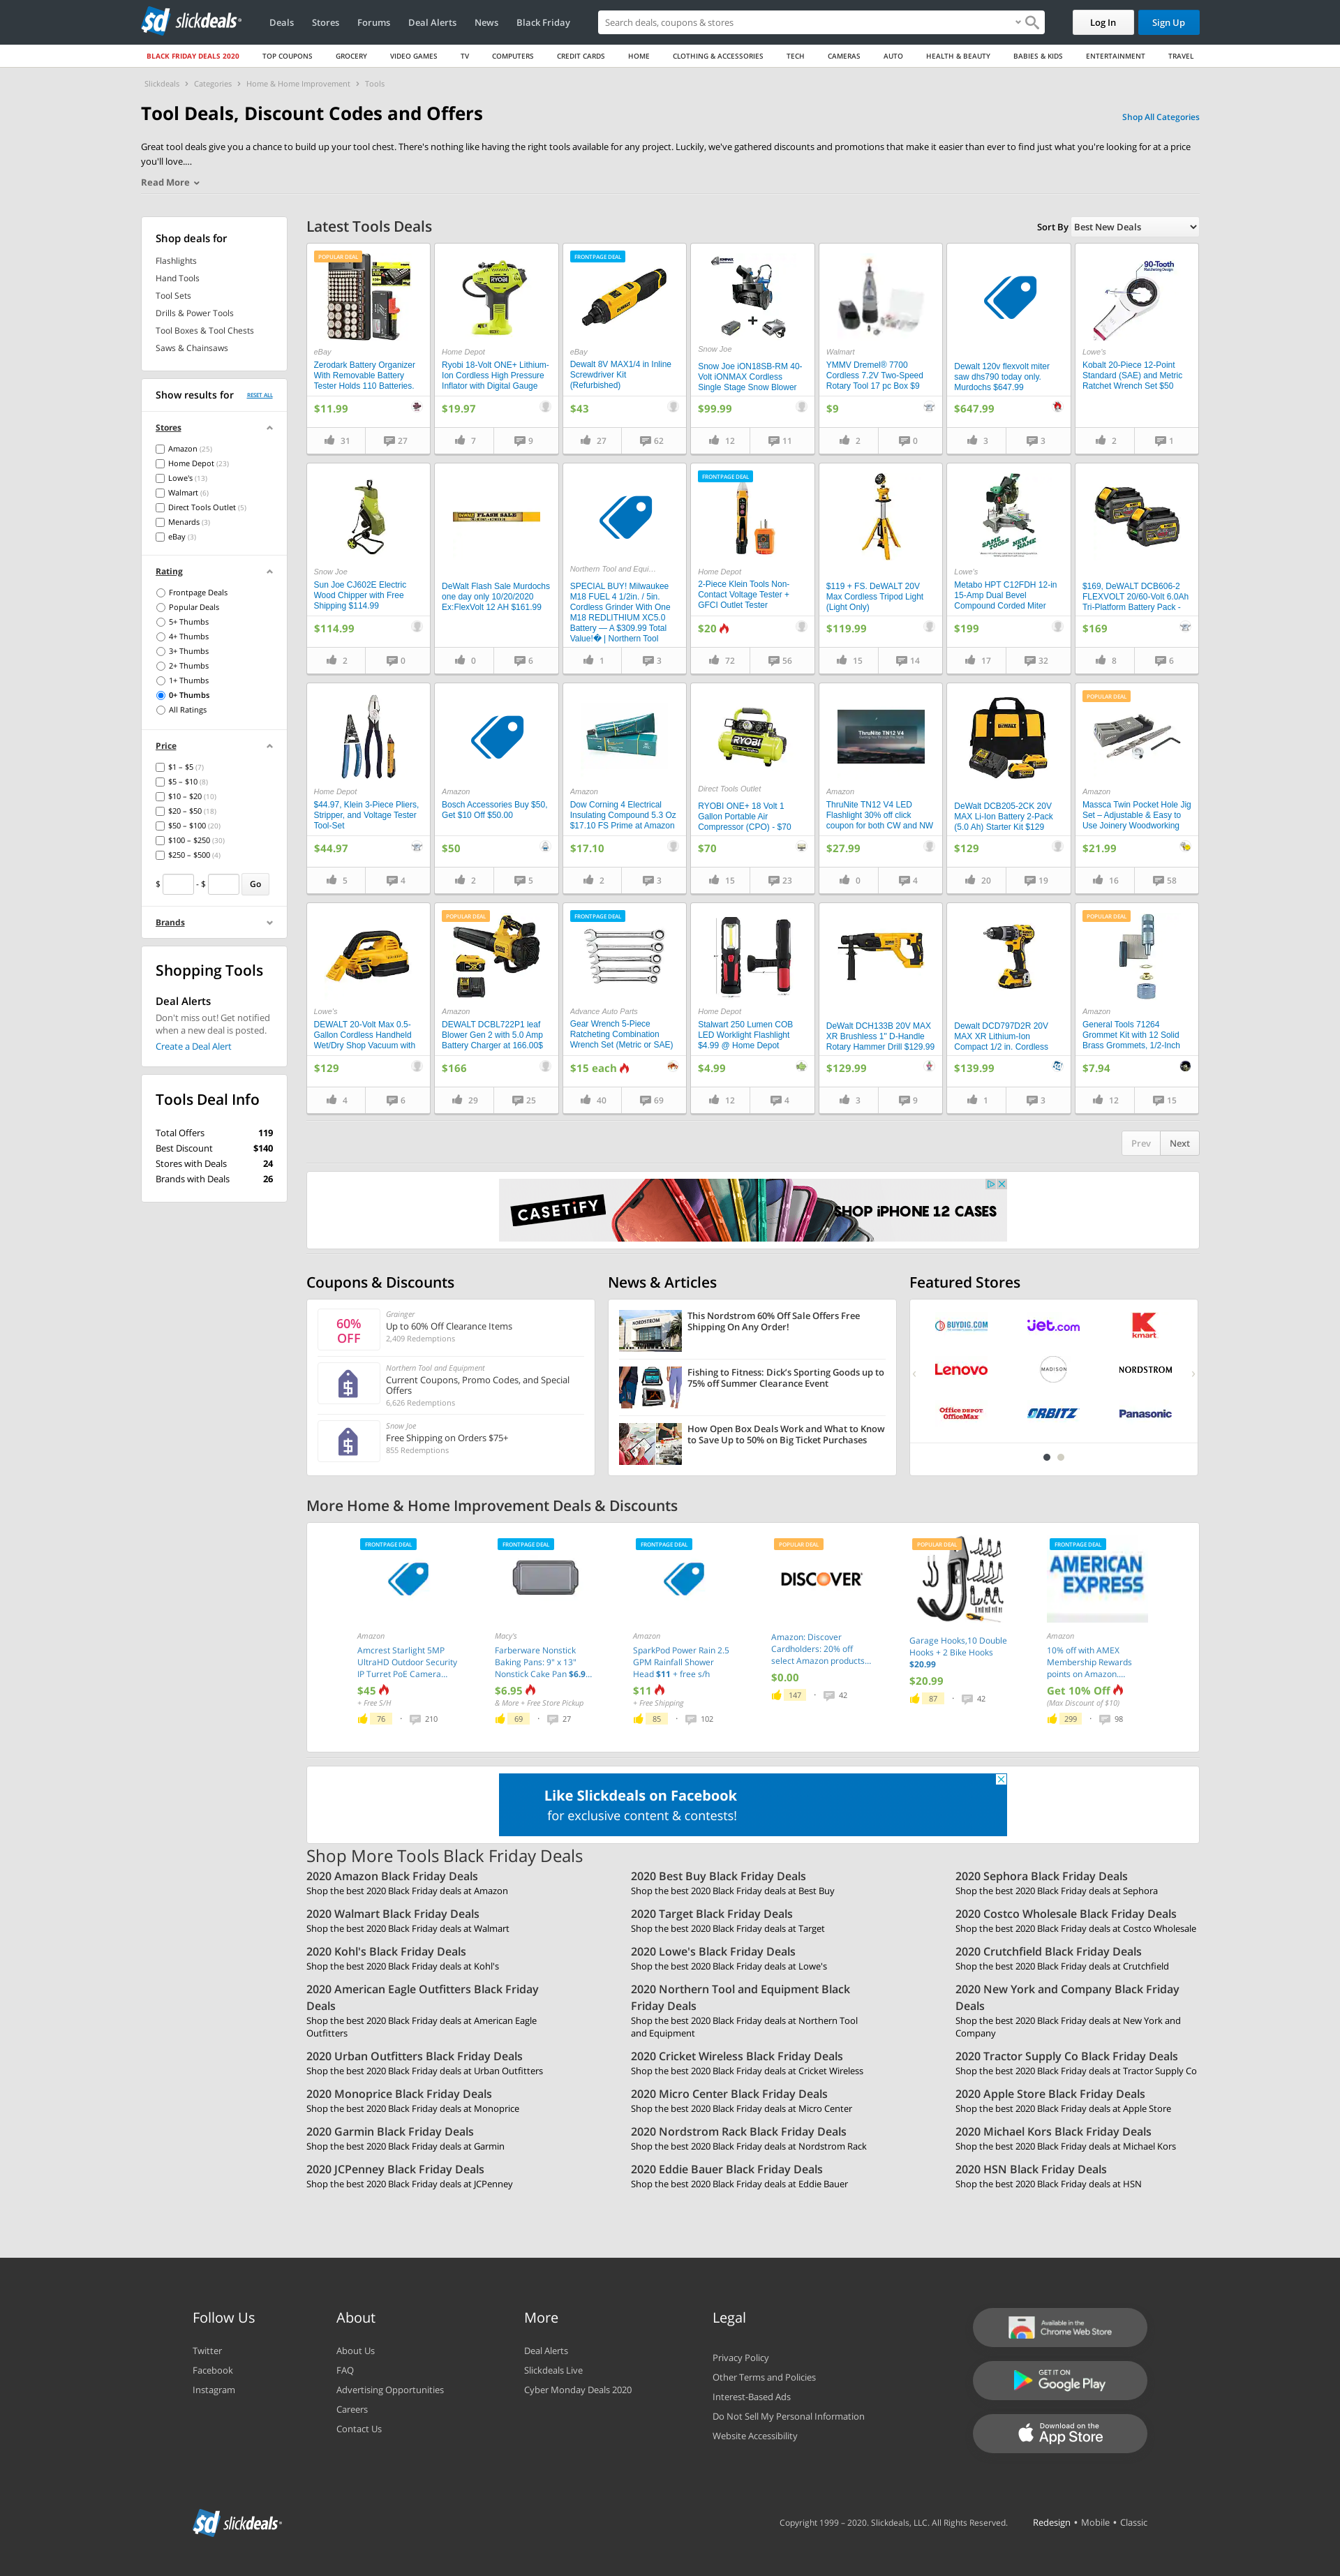 slickdeals
Deals Stores Forums Deal Alerts News Black Friday
Search deals, coupons & stores
Log In
Sign Up
BLACK FRIDAY DEALS 2020 TOP COUPONS GROCERY VIDEO GAMES TV COMPUTERS CREDIT CARDS HOME CLOTHING & ACCESSORIES TECH CAMERAS AUTO HEALTH & BEAUTY BABIES & KIDS ENTERTAINMENT TRAVEL
Slickdeals › Categories › Home & Home Improvement › Tools
Tool Deals, Discount Codes and Offers
Shop All Categories
Great tool deals give you a chance to build up your tool chest. There's nothing like having the right tools available for any project. Luckily, we've gathered discounts and promotions that make it easier than ever to find just what you're looking for at a price
you'll love....
Read More
Shop deals for
Flashlights
Hand Tools
Tool Sets
Drills & Power Tools
Tool Boxes & Tool Chests
Saws & Chainsaws
Show results for RESET ALL
Stores
Amazon (25)
Home Depot (23)
Lowe's (13)
Walmart (6)
Direct Tools Outlet (5)
Menards (3)
eBay (3)
Rating
Frontpage Deals
Popular Deals
5+ Thumbs
4+ Thumbs
3+ Thumbs
2+ Thumbs
1+ Thumbs
0+ Thumbs
All Ratings
Price
$1 – $5 (7)
$5 – $10 (8)
$10 – $20 (10)
$20 – $50 (18)
$50 – $100 (20)
$100 – $250 (30)
$250 – $500 (4)
$ - $ Go
Brands
Shopping Tools
Deal Alerts
Don't miss out! Get notified
when a new deal is posted.
Create a Deal Alert
Tools Deal Info
Total Offers 119
Best Discount $140
Stores with Deals 24
Brands with Deals 26
Latest Tools Deals
Sort By Best New Deals
POPULAR DEAL
eBay
Zerodark Battery Organizer
With Removable Battery
Tester Holds 110 Batteries.
$11.99
31 27
RYOBI
Home Depot
Ryobi 18-Volt ONE+ Lithium-
Ion Cordless High Pressure
Inflator with Digital Gauge
$19.97
7 9
FRONTPAGE DEAL
eBay
Dewalt 8V MAX1/4 in Inline
Screwdriver Kit
(Refurbished)
$43
27 62
Snow Joe
Snow Joe iON18SB-RM 40-
Volt iONMAX Cordless
Single Stage Snow Blower
$99.99
12 11
Walmart
YMMV Dremel® 7700
Cordless 7.2V Two-Speed
Rotary Tool 17 pc Box $9
$9
2 0
Dewalt 120v flexvolt miter
saw dhs790 today only.
Murdochs $647.99
$647.99
3 3
90-Tooth
Lowe's
Kobalt 20-Piece 12-Point
Standard (SAE) and Metric
Ratchet Wrench Set $50
2 1
Snow Joe
Sun Joe CJ602E Electric
Wood Chipper with Free
Shipping $114.99
$114.99
2 0
FLASH SALE
DeWalt Flash Sale Murdochs
one day only 10/20/2020
Ex:FlexVolt 12 AH $161.99
0 6
Northern Tool and Equi...
SPECIAL BUY! Milwaukee
M18 FUEL 4 1/2in. / 5in.
Cordless Grinder With One
M18 REDLITHIUM XC5.0
Battery — A $309.99 Total
Value!� | Northern Tool
1 3
FRONTPAGE DEAL
Home Depot
2-Piece Klein Tools Non-
Contact Voltage Tester +
GFCI Outlet Tester
$20
72 56
$119 + FS. DeWALT 20V
Max Cordless Tripod Light
(Light Only)
$119.99
15 14
SAME TOOLS NEW NAME
Lowe's
Metabo HPT C12FDH 12-in
15-Amp Dual Bevel
Compound Corded Miter
$199
17 32
$169, DeWALT DCB606-2
FLEXVOLT 20/60-Volt 6.0Ah
Tri-Platform Battery Pack -
$169
8 6
Home Depot
$44.97, Klein 3-Piece Pliers,
Stripper, and Voltage Tester
Tool-Set
$44.97
5 4
Amazon
Bosch Accessories Buy $50,
Get $10 Off $50.00
$50
2 5
Amazon
Dow Corning 4 Electrical
Insulating Compound 5.3 Oz
$17.10 FS Prime at Amazon
$17.10
2 3
RYOBI
Direct Tools Outlet
RYOBI ONE+ 18 Volt 1
Gallon Portable Air
Compressor (CPO) - $70
$70
15 23
ThruNite TN12 V4
Amazon
ThruNite TN12 V4 LED
Flashlight 30% off click
coupon for both CW and NW
$27.99
0 4
DeWalt DCB205-2CK 20V
MAX Li-Ion Battery 2-Pack
(5.0 Ah) Starter Kit $129
$129
20 19
POPULAR DEAL
Amazon
Massca Twin Pocket Hole Jig
Set – Adjustable & Easy to
Use Joinery Woodworking
$21.99
16 58
Lowe's
DEWALT 20-Volt Max 0.5-
Gallon Cordless Handheld
Wet/Dry Shop Vacuum with
$129
4 6
POPULAR DEAL
Amazon
DEWALT DCBL722P1 leaf
Blower Gen 2 with 5.0 Amp
Battery Charger at 166.00$
$166
29 25
FRONTPAGE DEAL
Advance Auto Parts
Gear Wrench 5-Piece
Ratcheting Combination
Wrench Set (Metric or SAE)
$15 each
40 69
Home Depot
Stalwart 250 Lumen COB
LED Worklight Flashlight
$4.99 @ Home Depot
$4.99
12 4
DeWalt DCH133B 20V MAX
XR Brushless 1" D-Handle
Rotary Hammer Drill $129.99
$129.99
3 9
Dewalt DCD797D2R 20V
MAX XR Lithium-Ion
Compact 1/2 in. Cordless
$139.99
1 3
POPULAR DEAL
Amazon
General Tools 71264
Grommet Kit with 12 Solid
Brass Grommets, 1/2-Inch
$7.94
12 15
Prev Next
CASETiFY
SHOP iPHONE 12 CASES
Coupons & Discounts
60% OFF
Grainger
Up to 60% Off Clearance Items
2,409 Redemptions
Northern Tool and Equipment
Current Coupons, Promo Codes, and Special
Offers
6,626 Redemptions
Snow Joe
Free Shipping on Orders $75+
855 Redemptions
News & Articles
NORDSTROM
This Nordstrom 60% Off Sale Offers Free
Shipping On Any Order!
Fishing to Fitness: Dick's Sporting Goods up to
75% off Summer Clearance Event
How Open Box Deals Work and What to Know
to Save Up to 50% on Big Ticket Purchases
Featured Stores
BUYDIG.COM jet.com kmart
Lenovo MADISON NORDSTROM
Office DEPOT OfficeMax ORBITZ Panasonic
More Home & Home Improvement Deals & Discounts
FRONTPAGE DEAL
Amazon
Amcrest Starlight 5MP
UltraHD Outdoor Security
IP Turret PoE Camera...
$45
+ Free S/H
76 · 210
FRONTPAGE DEAL
Macy's
Farberware Nonstick
Baking Pans: 9" x 13"
Nonstick Cake Pan $6.9...
$6.95
& More + Free Store Pickup
69 · 27
FRONTPAGE DEAL
Amazon
SparkPod Power Rain 2.5
GPM Rainfall Shower
Head $11 + free s/h
$11
+ Free Shipping
85 · 102
POPULAR DEAL
DISCOVER
Amazon: Discover
Cardholders: 20% off
select Amazon products...
$0.00
147 · 42
POPULAR DEAL
Garage Hooks,10 Double
Hooks + 2 Bike Hooks
$20.99
$20.99
87 · 42
FRONTPAGE DEAL
AMERICAN EXPRESS
Amazon
10% off with AMEX
Membership Rewards
points on Amazon....
Get 10% Off
(Max Discount of $10)
299 · 98
Like Slickdeals on Facebook
for exclusive content & contests!
Shop More Tools Black Friday Deals
2020 Amazon Black Friday Deals
Shop the best 2020 Black Friday deals at Amazon
2020 Best Buy Black Friday Deals
Shop the best 2020 Black Friday deals at Best Buy
2020 Sephora Black Friday Deals
Shop the best 2020 Black Friday deals at Sephora
2020 Walmart Black Friday Deals
Shop the best 2020 Black Friday deals at Walmart
2020 Target Black Friday Deals
Shop the best 2020 Black Friday deals at Target
2020 Costco Wholesale Black Friday Deals
Shop the best 2020 Black Friday deals at Costco Wholesale
2020 Kohl's Black Friday Deals
Shop the best 2020 Black Friday deals at Kohl's
2020 Lowe's Black Friday Deals
Shop the best 2020 Black Friday deals at Lowe's
2020 Crutchfield Black Friday Deals
Shop the best 2020 Black Friday deals at Crutchfield
2020 American Eagle Outfitters Black Friday
Deals
Shop the best 2020 Black Friday deals at American Eagle
Outfitters
2020 Northern Tool and Equipment Black
Friday Deals
Shop the best 2020 Black Friday deals at Northern Tool
and Equipment
2020 New York and Company Black Friday
Deals
Shop the best 2020 Black Friday deals at New York and
Company
2020 Urban Outfitters Black Friday Deals
Shop the best 2020 Black Friday deals at Urban Outfitters
2020 Cricket Wireless Black Friday Deals
Shop the best 2020 Black Friday deals at Cricket Wireless
2020 Tractor Supply Co Black Friday Deals
Shop the best 2020 Black Friday deals at Tractor Supply Co
2020 Monoprice Black Friday Deals
Shop the best 2020 Black Friday deals at Monoprice
2020 Micro Center Black Friday Deals
Shop the best 2020 Black Friday deals at Micro Center
2020 Apple Store Black Friday Deals
Shop the best 2020 Black Friday deals at Apple Store
2020 Garmin Black Friday Deals
Shop the best 2020 Black Friday deals at Garmin
2020 Nordstrom Rack Black Friday Deals
Shop the best 2020 Black Friday deals at Nordstrom Rack
2020 Michael Kors Black Friday Deals
Shop the best 2020 Black Friday deals at Michael Kors
2020 JCPenney Black Friday Deals
Shop the best 2020 Black Friday deals at JCPenney
2020 Eddie Bauer Black Friday Deals
Shop the best 2020 Black Friday deals at Eddie Bauer
2020 HSN Black Friday Deals
Shop the best 2020 Black Friday deals at HSN
Follow Us
Twitter
Facebook
Instagram
About
About Us
FAQ
Advertising Opportunities
Careers
Contact Us
More
Deal Alerts
Slickdeals Live
Cyber Monday Deals 2020
Legal
Privacy Policy
Other Terms and Policies
Interest-Based Ads
Do Not Sell My Personal Information
Website Accessibility
Available in the
Chrome Web Store
GET IT ON
Google Play
Download on the
App Store
slickdeals
Copyright 1999 – 2020. Slickdeals, LLC. All Rights Reserved.
Redesign • Mobile • Classic